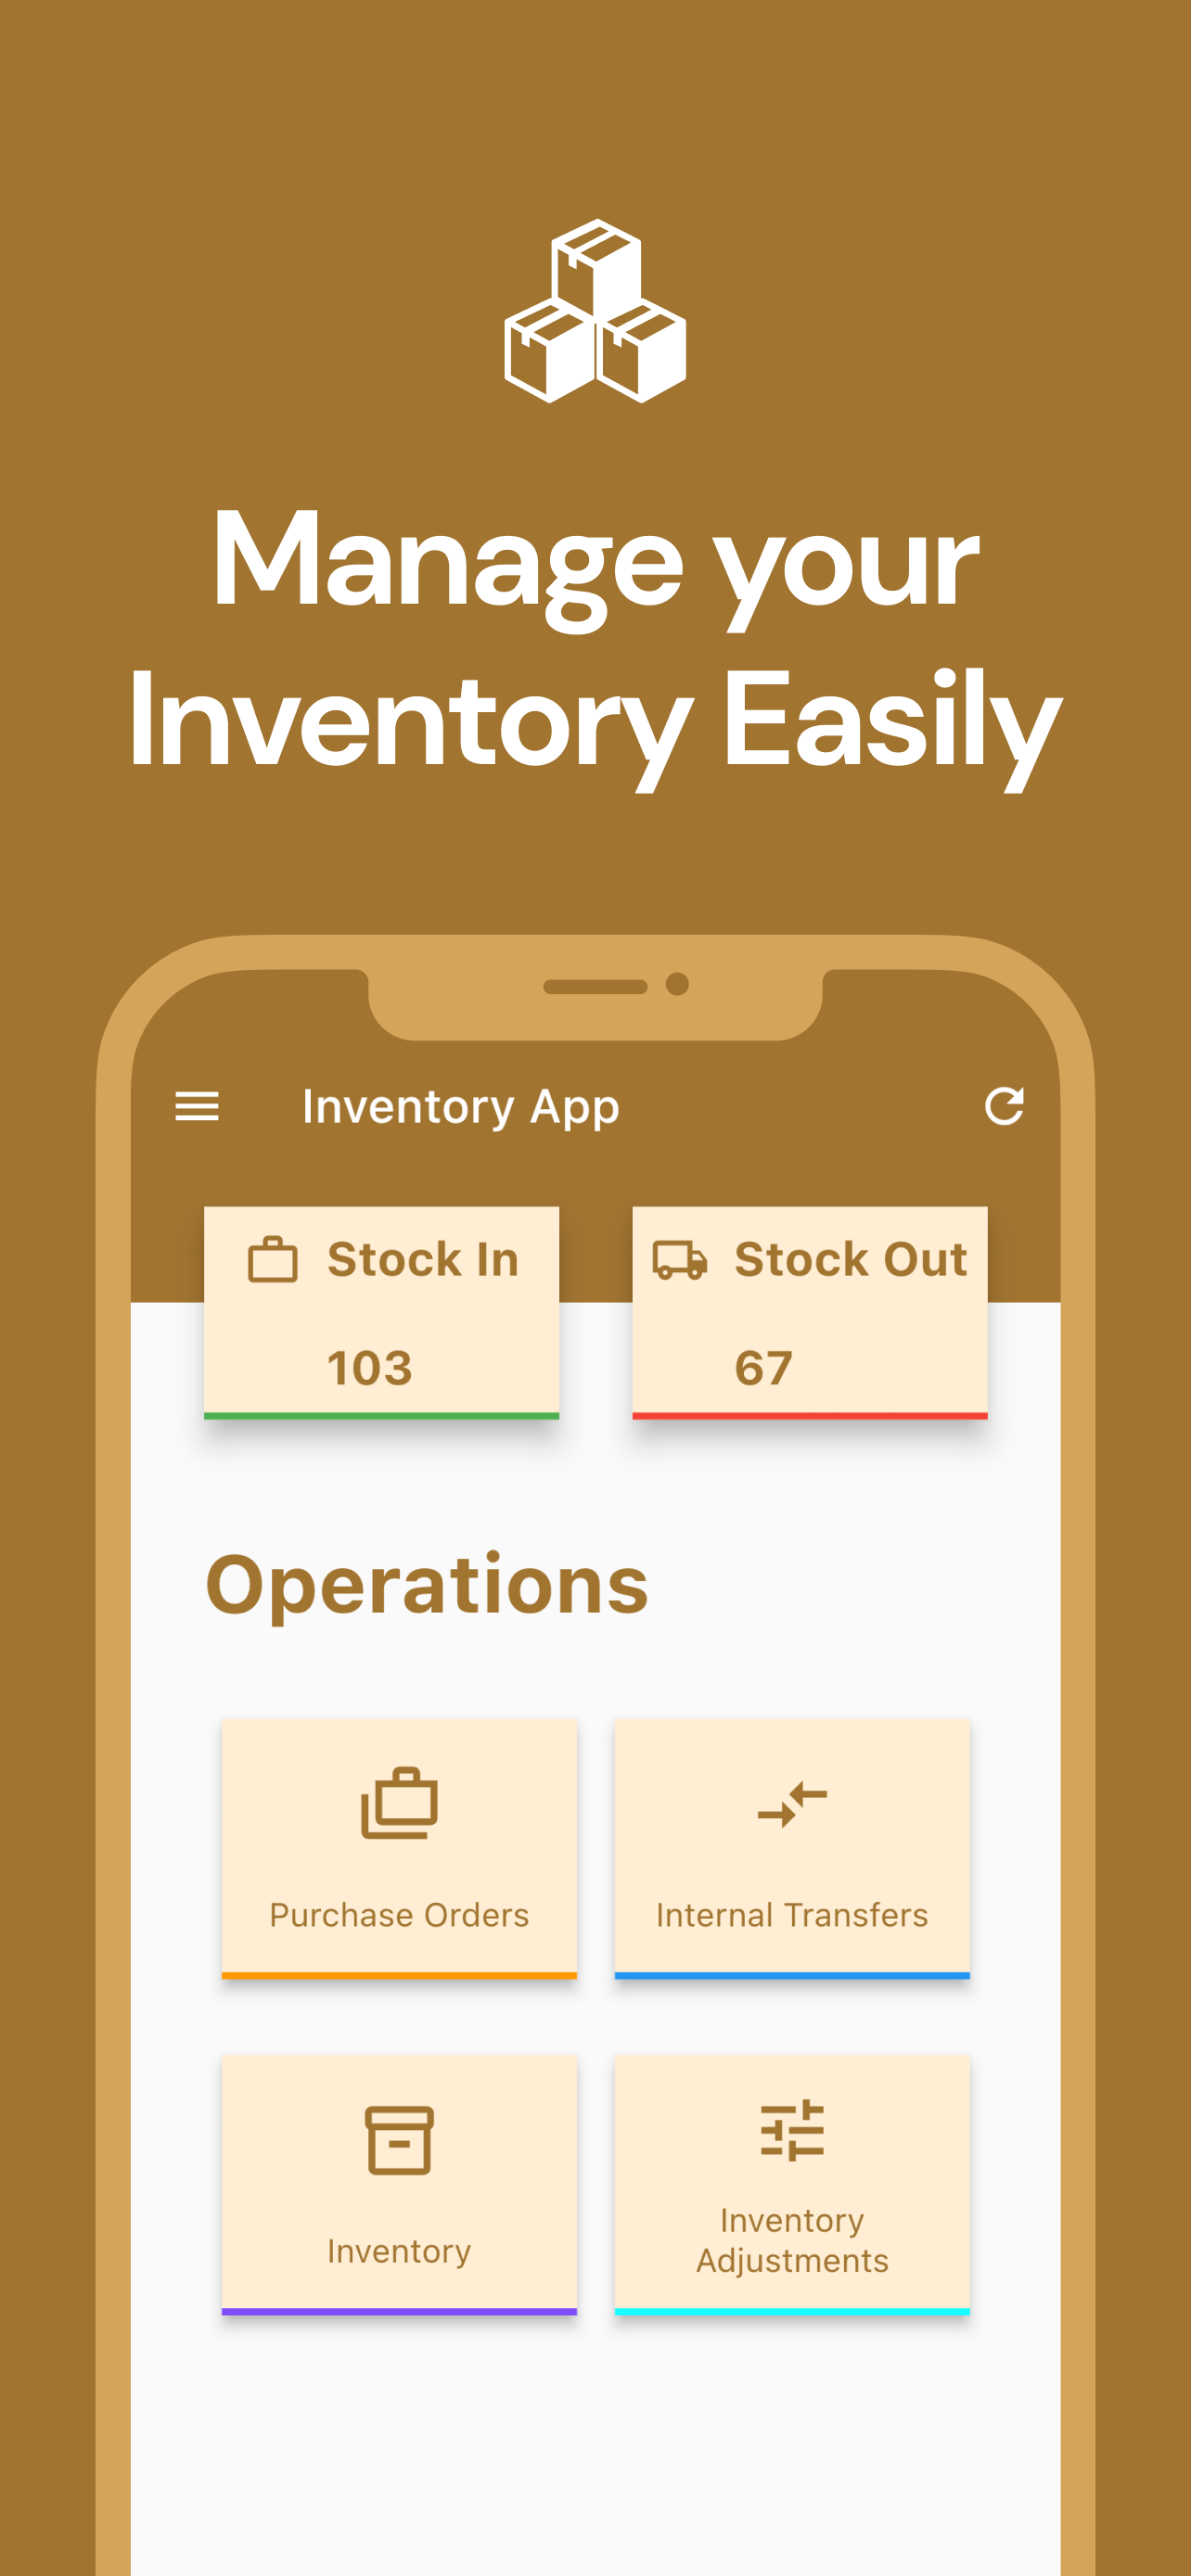 Manage your
Inventory Easily
Inventory App
Stock In
103
Stock Out
67
Operations
Purchase Orders
Internal Transfers
Inventory
Inventory
Adjustments